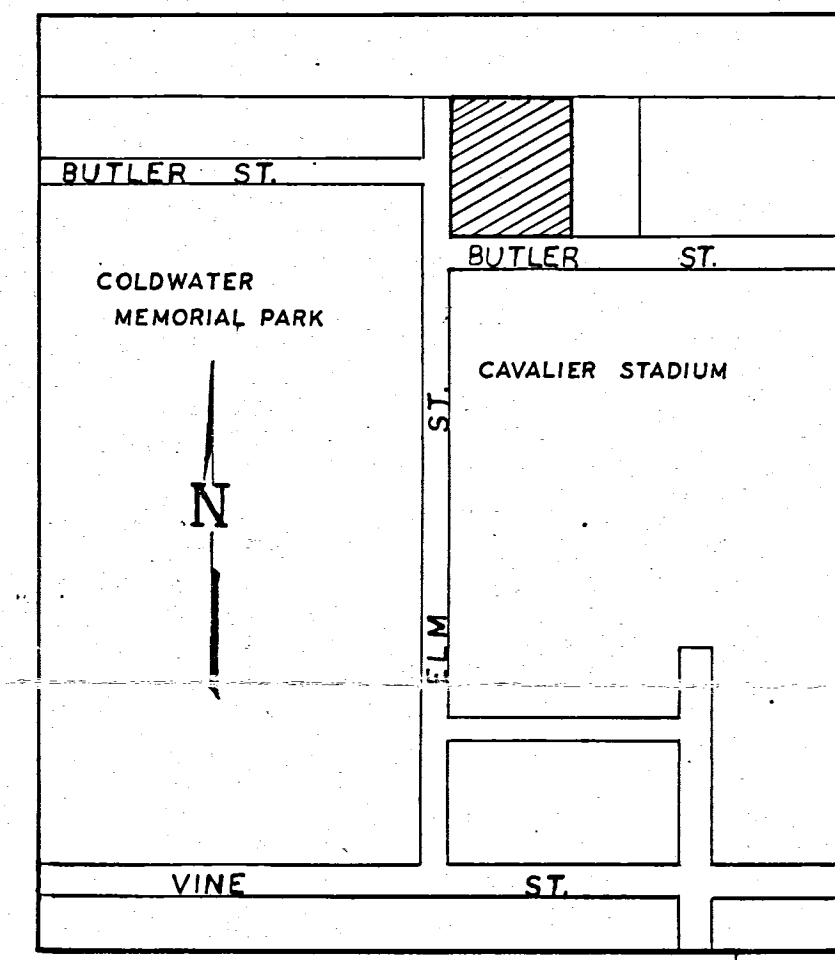 BUTLER ST.
BUTLER ST.
COLDWATER
MEMORIAL PARK
CAVALIER STADIUM
ELM ST.
N
VINE ST.